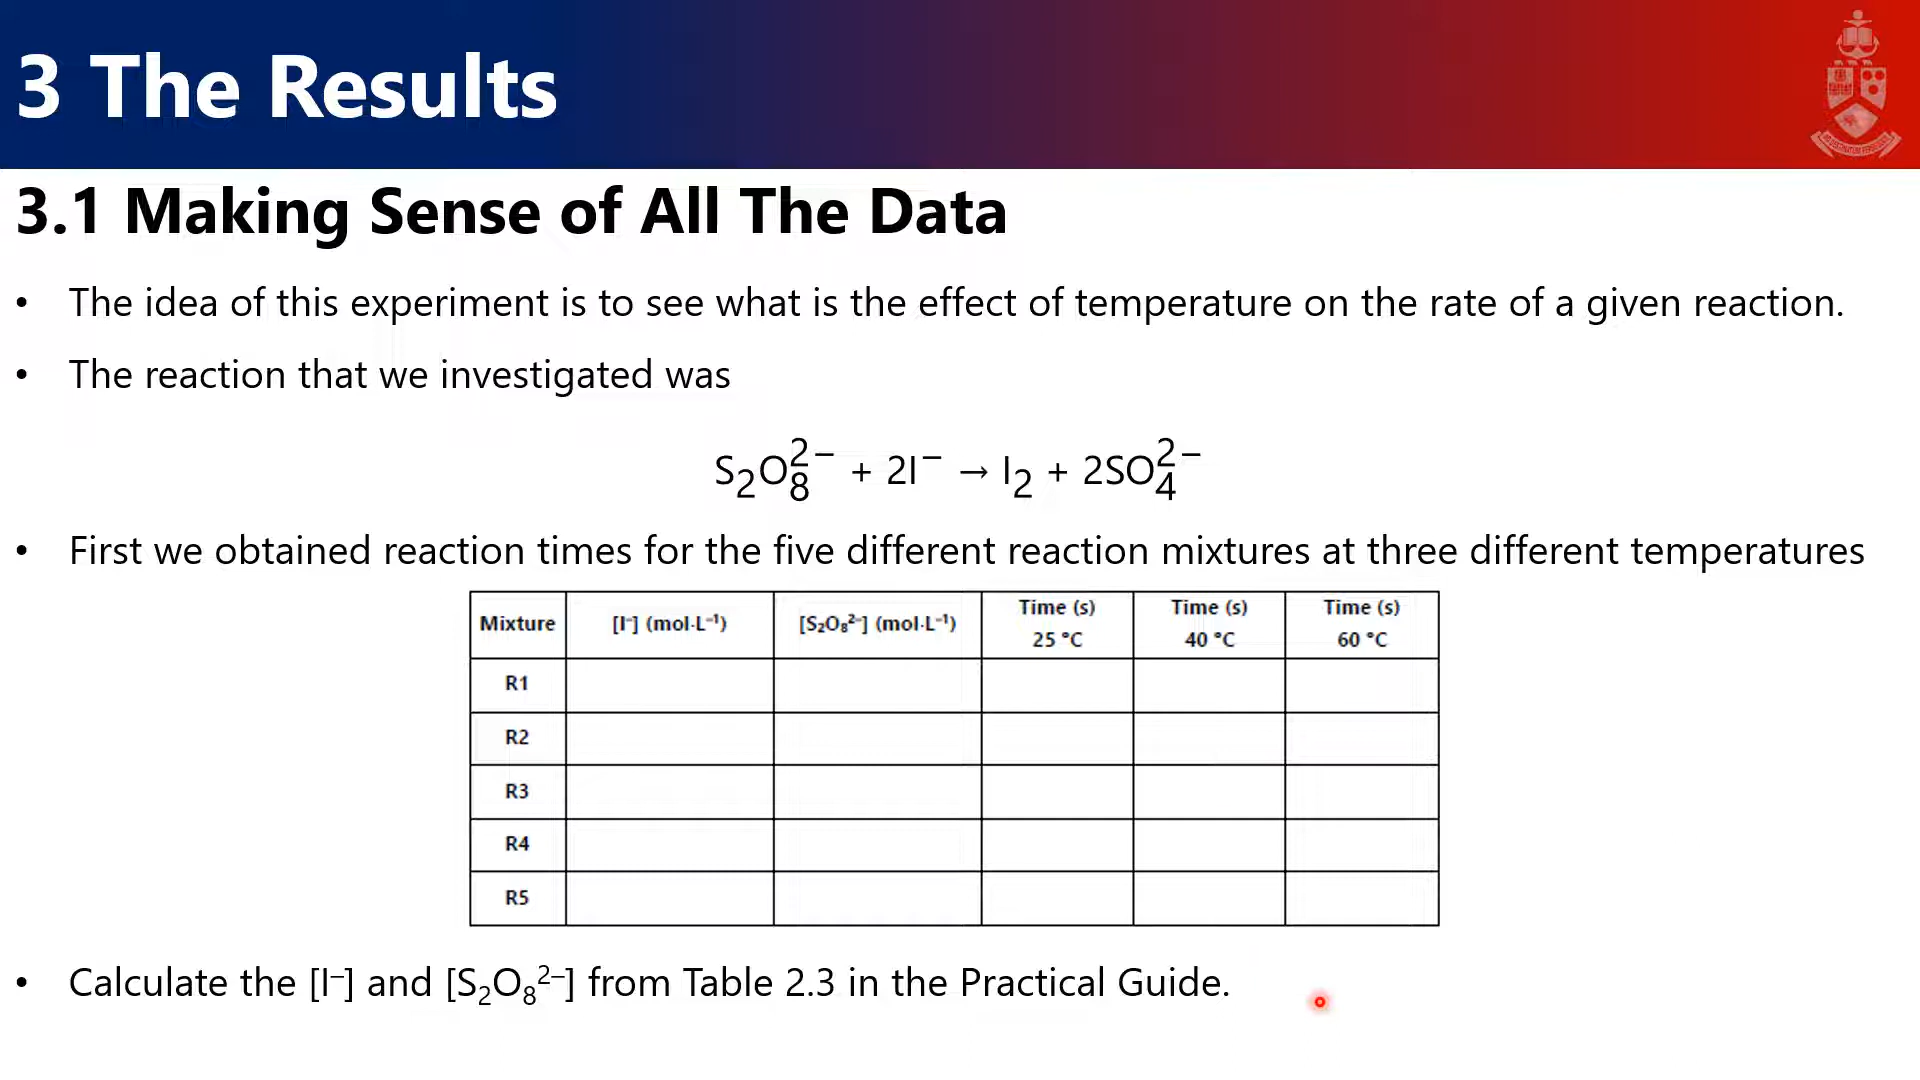 3 The Results
3.1 Making Sense of All The Data
• The idea of this experiment is to see what is the effect of temperature on the rate of a given reaction.
• The reaction that we investigated was
S₂O₈²⁻ + 2I⁻ → I₂ + 2SO₄²⁻
• First we obtained reaction times for the five different reaction mixtures at three different temperatures
Mixture [I⁻] (mol·L⁻¹) [S₂O₈²⁻] (mol·L⁻¹) Time (s) 25 °C Time (s) 40 °C Time (s) 60 °C
R1
R2
R3
R4
R5
• Calculate the [I⁻] and [S₂O₈²⁻] from Table 2.3 in the Practical Guide.